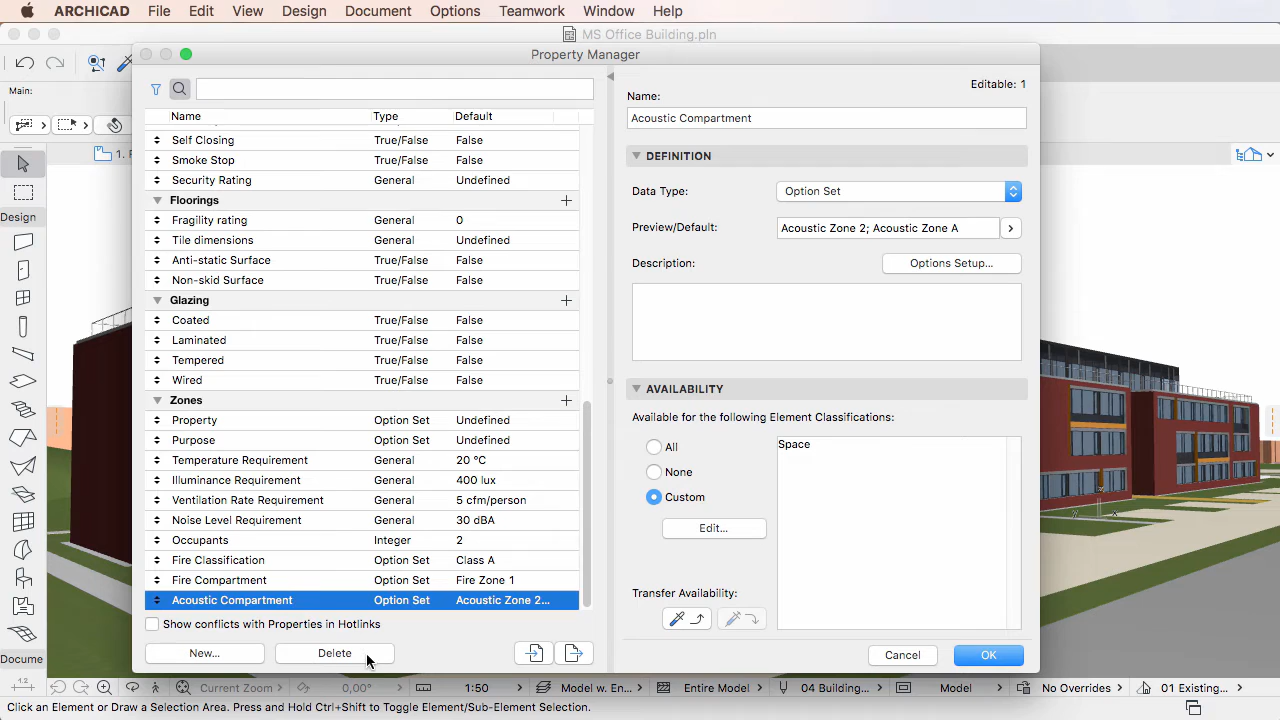 ARCHICAD File Edit View Design Document Options Teamwork Window Help
MS Office Building.pln
Property Manager
Main:
Editable: 1
Name:
Acoustic Compartment
Name Type Default
Self Closing True/False False
Smoke Stop True/False False
Security Rating General Undefined
Floorings
Fragility rating General 0
Tile dimensions General Undefined
Anti-static Surface True/False False
Non-skid Surface True/False False
Glazing
Coated True/False False
Laminated True/False False
Tempered True/False False
Wired True/False False
Zones
Property Option Set Undefined
Purpose Option Set Undefined
Temperature Requirement General 20 °C
Illuminance Requirement General 400 lux
Ventilation Rate Requirement General 5 cfm/person
Noise Level Requirement General 30 dBA
Occupants Integer 2
Fire Classification Option Set Class A
Fire Compartment Option Set Fire Zone 1
Acoustic Compartment Option Set Acoustic Zone 2...
Show conflicts with Properties in Hotlinks
New... Delete
DEFINITION
Data Type: Option Set
Preview/Default: Acoustic Zone 2; Acoustic Zone A
Description: Options Setup...
AVAILABILITY
Available for the following Element Classifications:
All
None
Custom
Edit...
Space
Transfer Availability:
Cancel OK
1.
Design
Docume
1.2
Current Zoom 0,00° 1:50 Model w. En... Entire Model 04 Building... Model No Overrides 01 Existing...
Click an Element or Draw a Selection Area. Press and Hold Ctrl+Shift to Toggle Element/Sub-Element Selection.